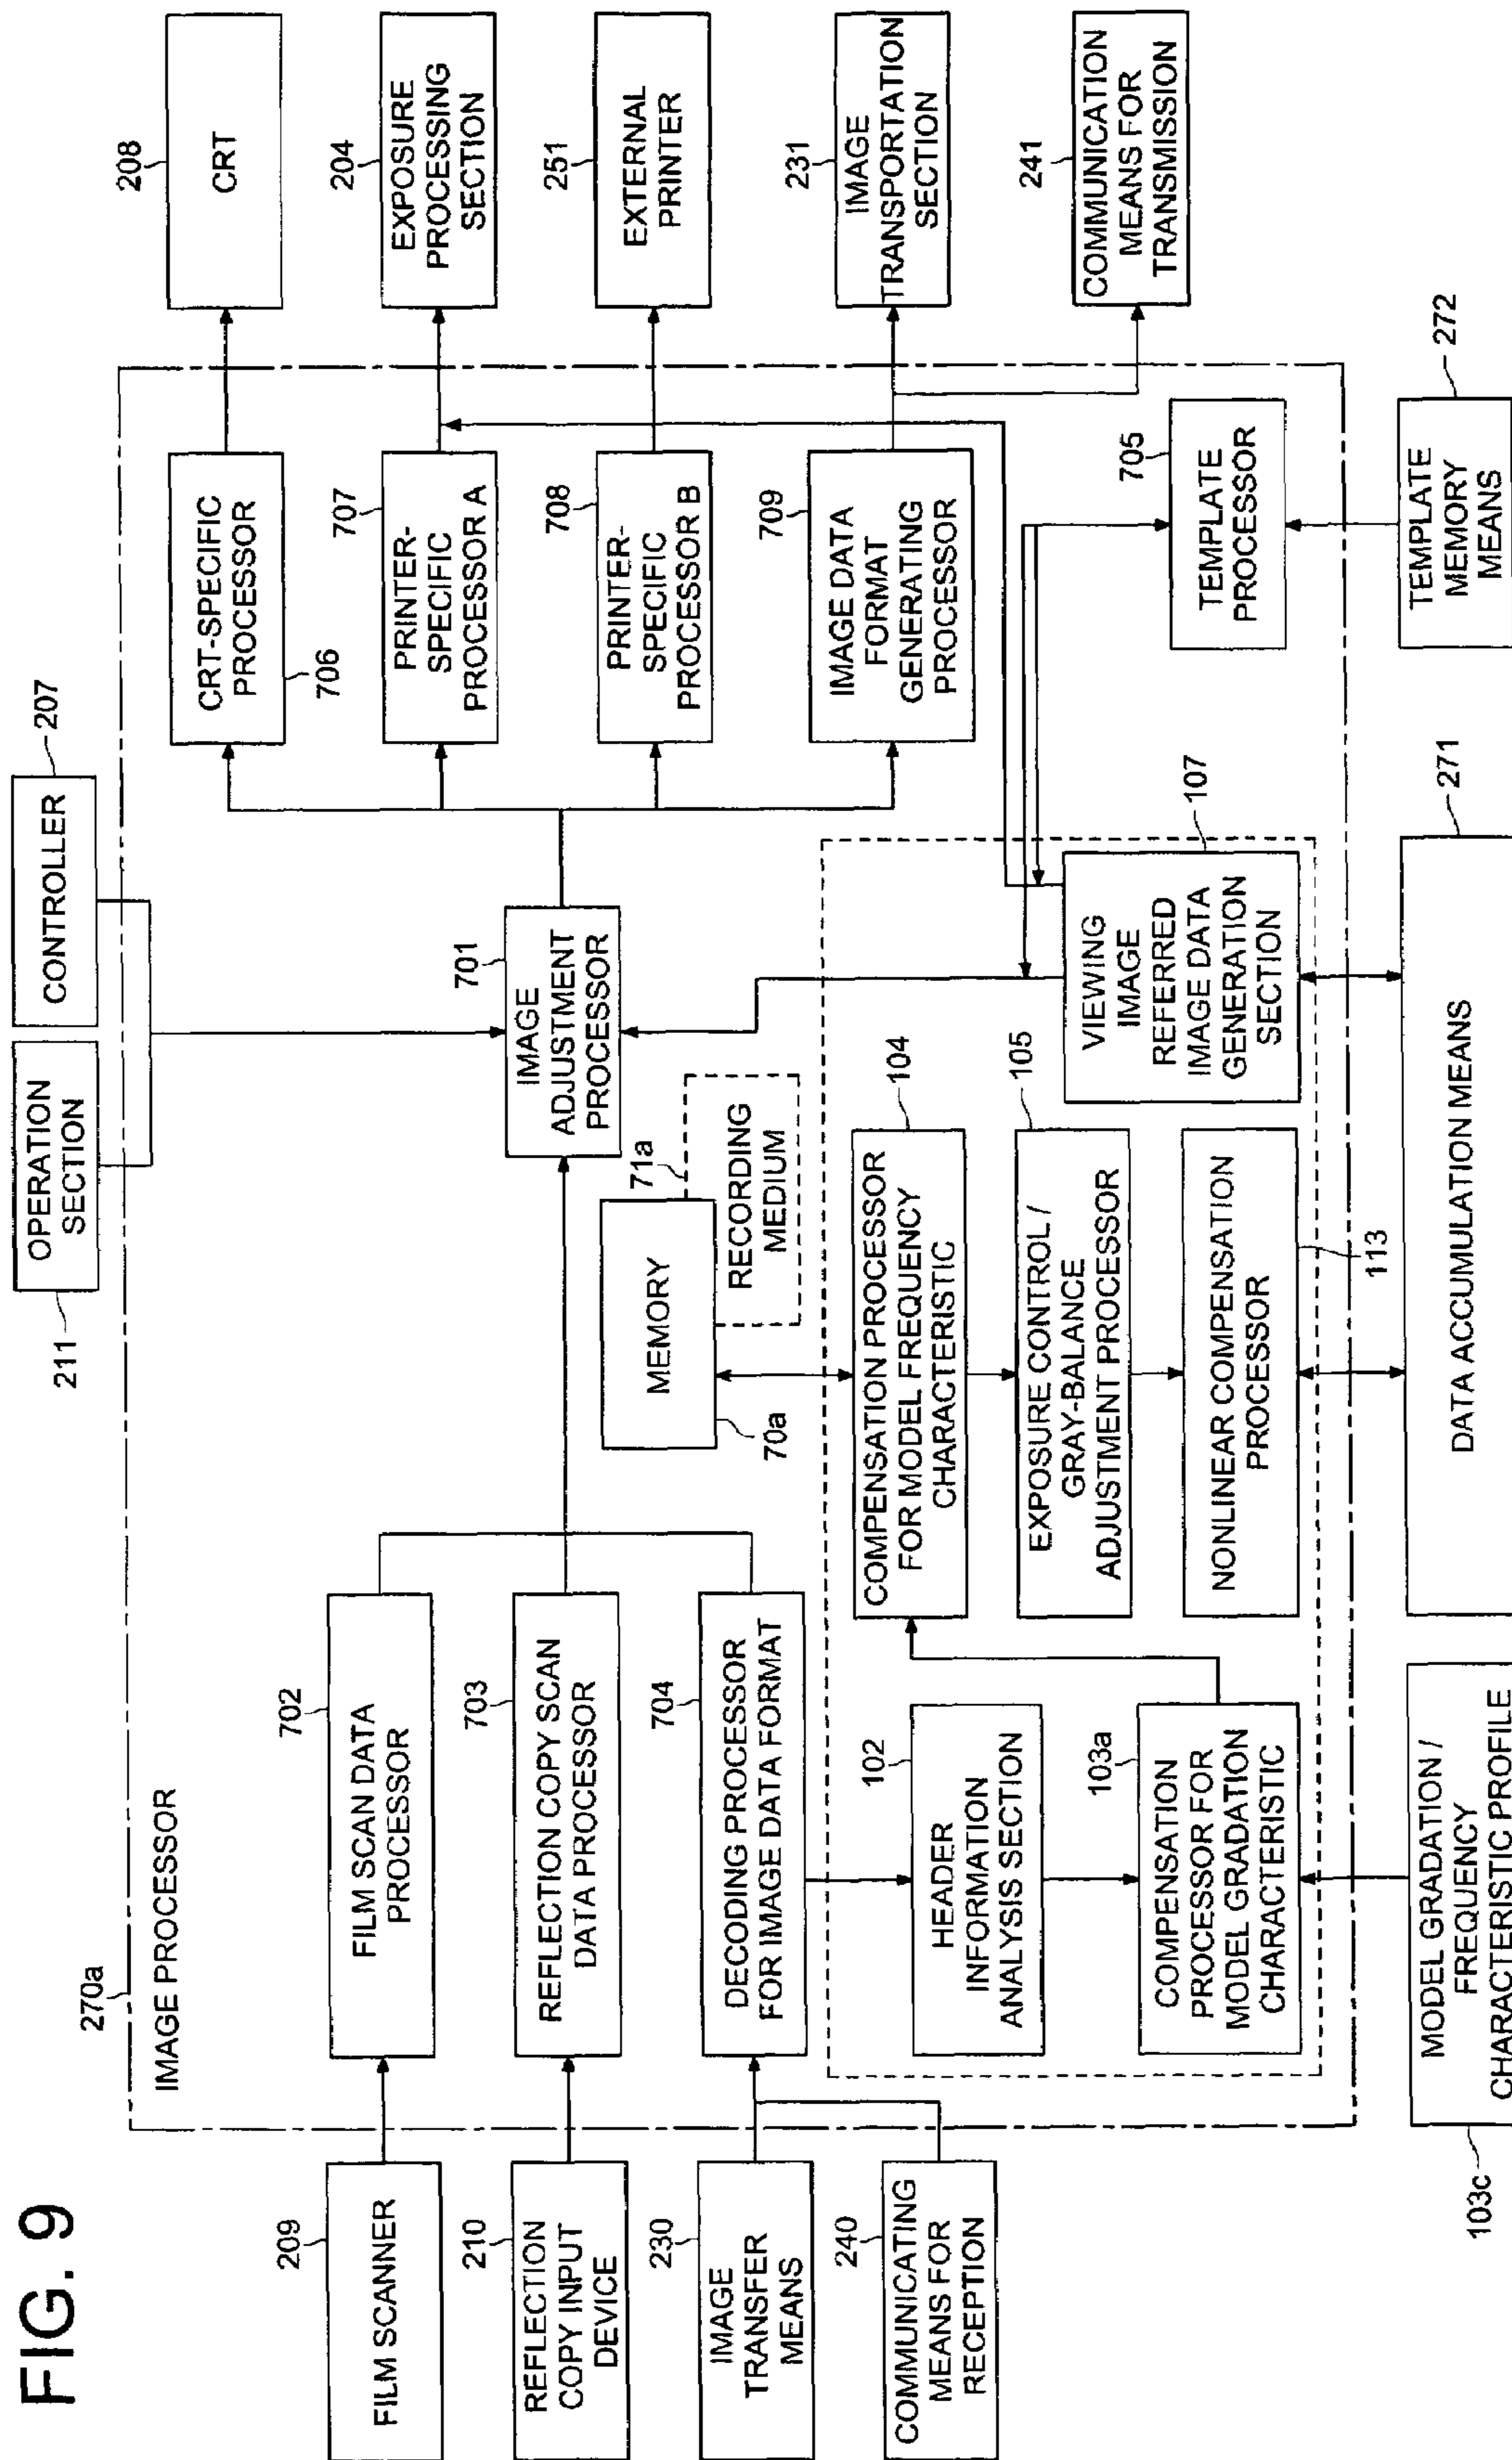 FIG. 9
270a
IMAGE PROCESSOR
OPERATION
SECTION
211
CONTROLLER
207
209
FILM SCANNER
210
REFLECTION
COPY INPUT
DEVICE
230
IMAGE
TRANSFER
MEANS
240
COMMUNICATING
MEANS FOR
RECEPTION
702
FILM SCAN DATA
PROCESSOR
703
REFLECTION COPY SCAN
DATA PROCESSOR
704
DECODING PROCESSOR
FOR IMAGE DATA FORMAT
701
IMAGE
ADJUSTMENT
PROCESSOR
MEMORY
70a
71a
RECORDING
MEDIUM
CRT-SPECIFIC
PROCESSOR
706
707
PRINTER-
SPECIFIC
PROCESSOR A
708
PRINTER-
SPECIFIC
PROCESSOR B
709
IMAGE DATA
FORMAT
GENERATING
PROCESSOR
208
CRT
204
EXPOSURE
PROCESSING
SECTION
251
EXTERNAL
PRINTER
231
IMAGE
TRANSPORTATION
SECTION
241
COMMUNICATION
MEANS FOR
TRANSMISSION
102
HEADER
INFORMATION
ANALYSIS SECTION
103a
COMPENSATION
PROCESSOR FOR
MODEL GRADATION
CHARACTERISTIC
104
COMPENSATION PROCESSOR
FOR MODEL FREQUENCY
CHARACTERISTIC
105
EXPOSURE CONTROL /
GRAY-BALANCE
ADJUSTMENT PROCESSOR
NONLINEAR COMPENSATION
PROCESSOR
113
107
VIEWING
IMAGE
REFERRED
IMAGE DATA
GENERATION
SECTION
705
TEMPLATE
PROCESSOR
272
TEMPLATE
MEMORY
MEANS
271
DATA ACCUMULATION MEANS
MODEL GRADATION /
FREQUENCY
CHARACTERISTIC PROFILE
103c